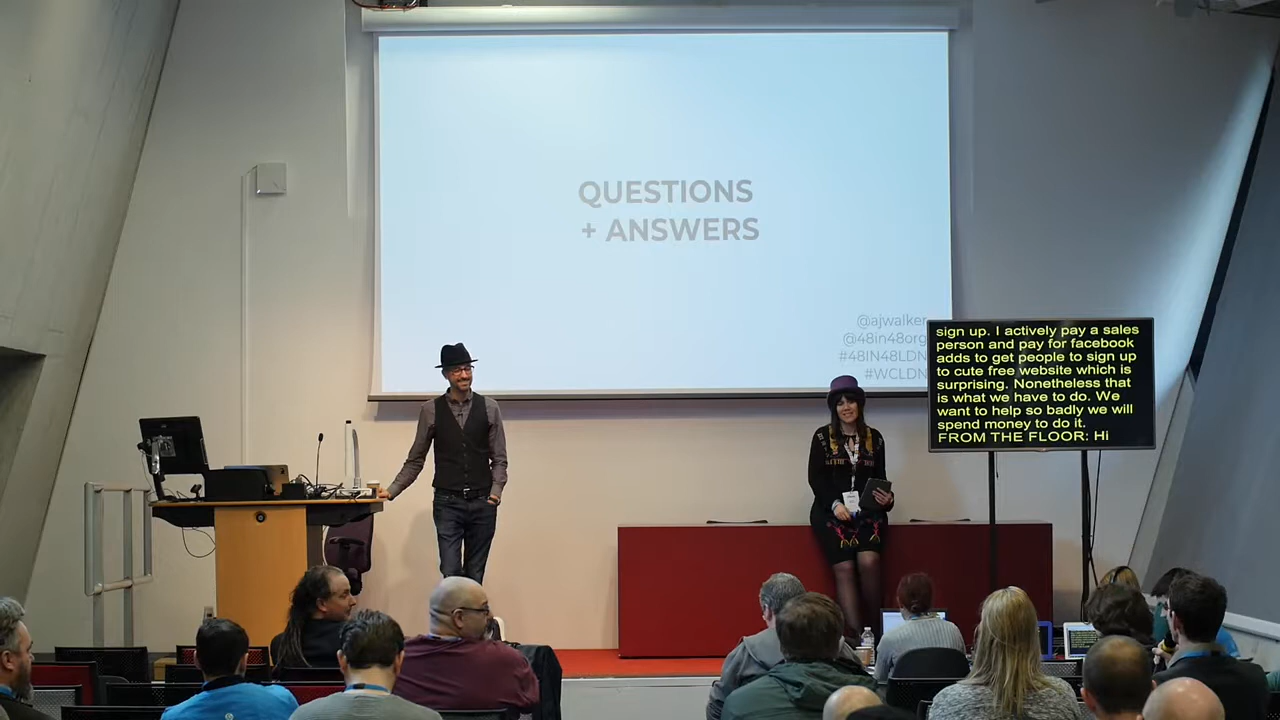 QUESTIONS
+ ANSWERS
@ajwalker
@48in48org
#48IN48LDN
#WCLDN
sign up. I actively pay a sales
person and pay for facebook
adds to get people to sign up
to cute free website which is
surprising. Nonetheless that
is what we have to do. We
want to help so badly we will
spend money to do it.
FROM THE FLOOR: Hi